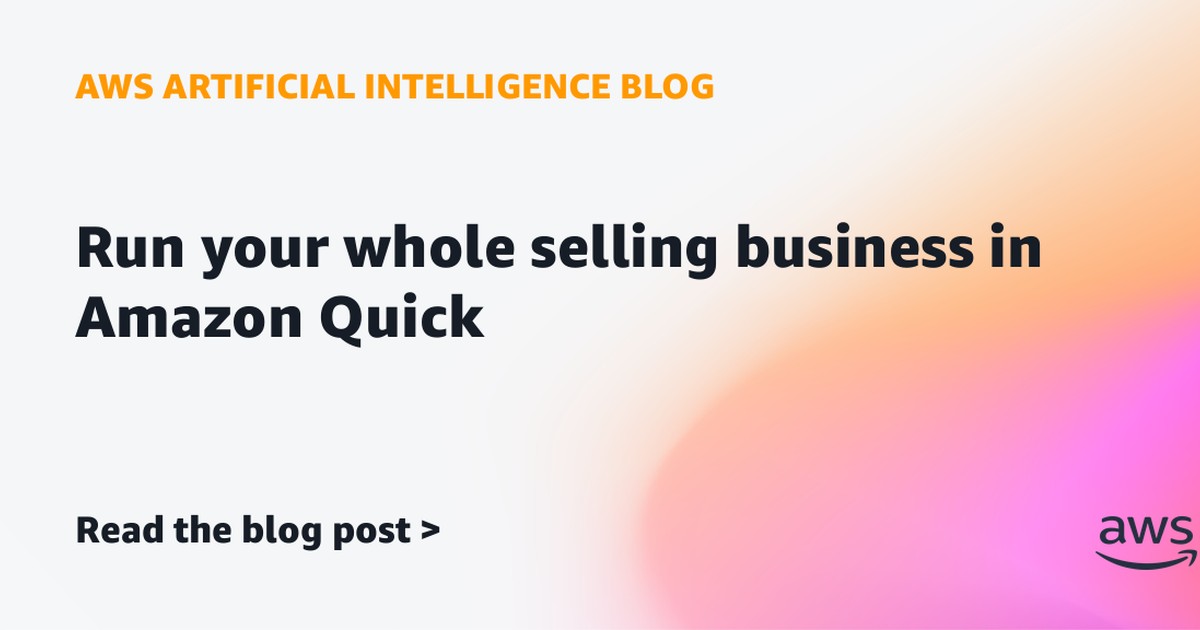 AWS ARTIFICIAL INTELLIGENCE BLOG
Run your whole selling business in
Amazon Quick
Read the blog post >
aws